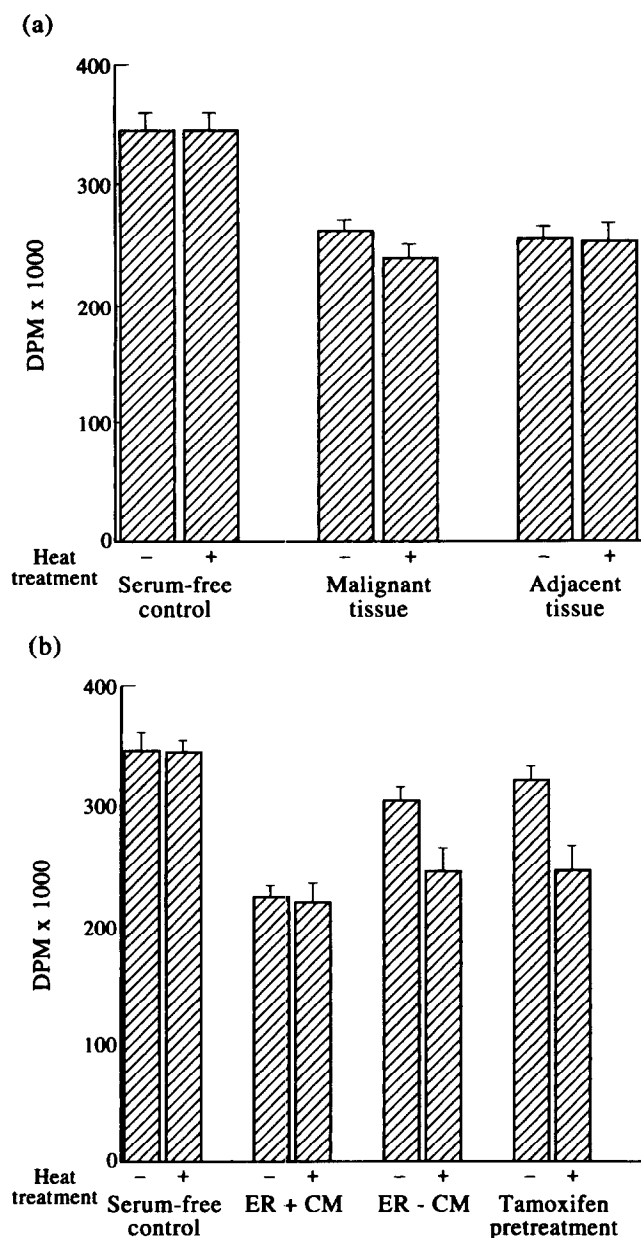 (a)
400
300
200
100
0
DPM x 1000
Heat treatment
− + − + − +
Serum-free control
Malignant tissue
Adjacent tissue
(b)
400
300
200
100
0
DPM x 1000
Heat treatment
− + − + − + − +
Serum-free control
ER + CM
ER - CM
Tamoxifen pretreatment